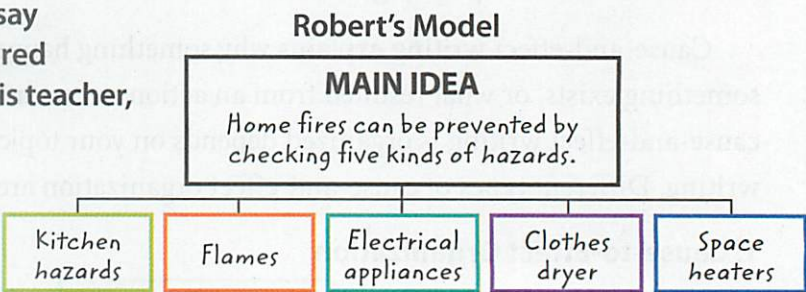 say
red
is teacher,
Robert's Model
MAIN IDEA
Home fires can be prevented by
checking five kinds of hazards.
Kitchen
hazards
Flames
Electrical
appliances
Clothes
dryer
Space
heaters